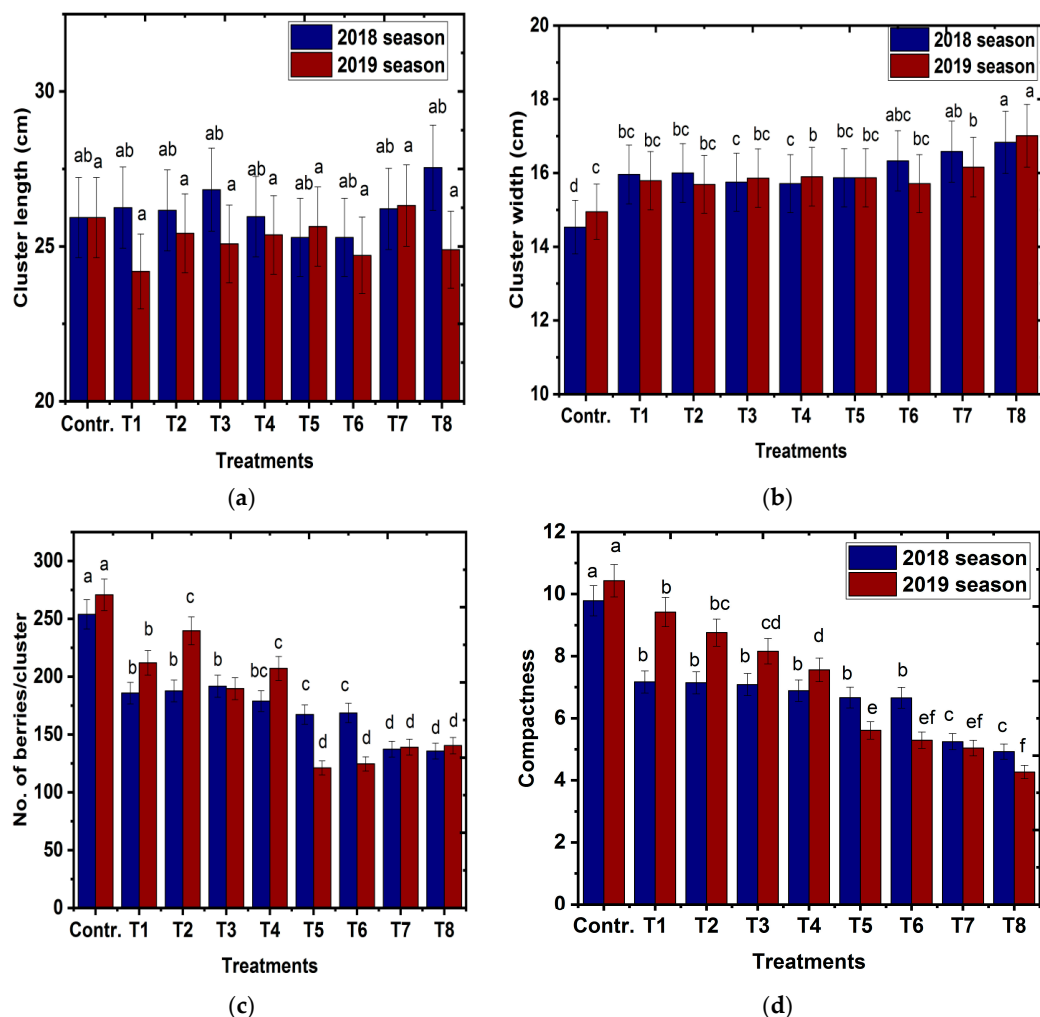 2018 season
2019 season
Cluster length (cm)
30
25
20
ab a ab a ab a ab a ab a ab a ab a ab a ab a
Contr. T1 T2 T3 T4 T5 T6 T7 T8
Treatments
(a)
2018 season
2019 season
Cluster width (cm)
20
18
16
14
12
10
d c bc bc bc bc c bc c b bc bc abc bc ab b a a
Contr. T1 T2 T3 T4 T5 T6 T7 T8
Treatments
(b)
No. of berries/cluster
300
250
200
150
100
50
0
a a b b b c b bc c c d c d d d d d
Contr. T1 T2 T3 T4 T5 T6 T7 T8
Treatments
(c)
2018 season
2019 season
Compactness
12
10
8
6
4
2
0
a a b b b bc b cd b d b e b ef c ef c f
Contr. T1 T2 T3 T4 T5 T6 T7 T8
Treatments
(d)